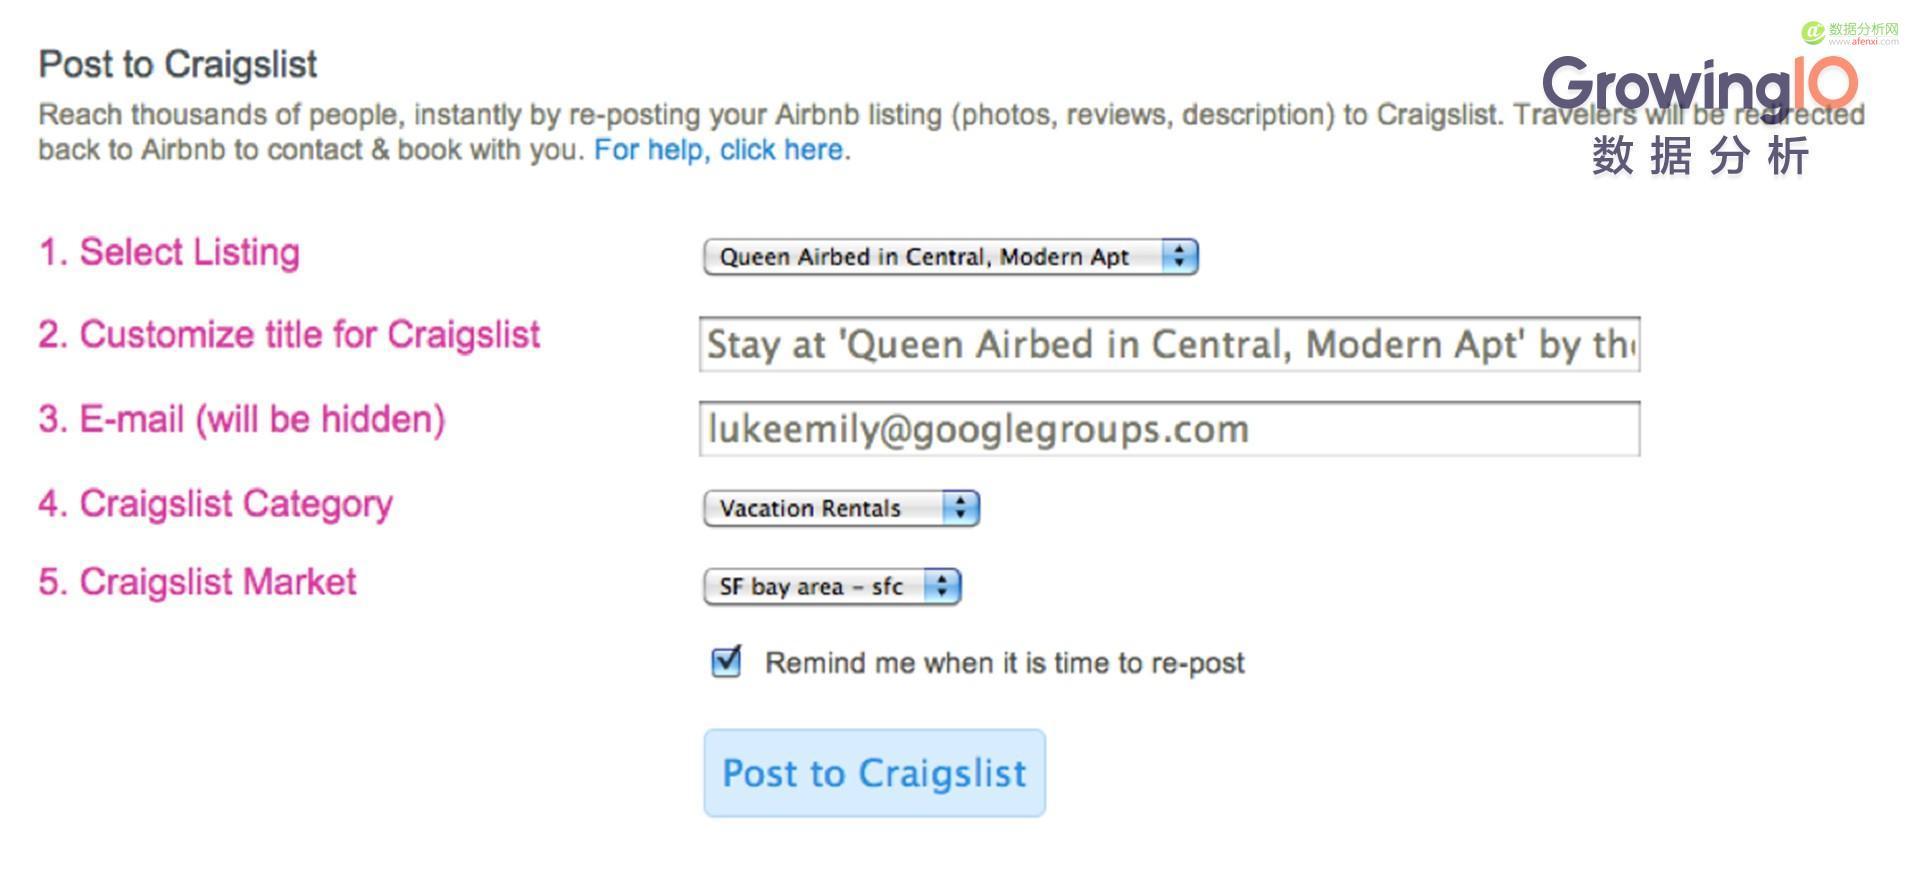 数据分析网
www.afenxi.com
GrowingIO
数据分析
Post to Craigslist
Reach thousands of people, instantly by re-posting your Airbnb listing (photos, reviews, description) to Craigslist. Travelers will be redirected
back to Airbnb to contact & book with you. For help, click here.
1. Select Listing
Queen Airbed in Central, Modern Apt
2. Customize title for Craigslist
Stay at 'Queen Airbed in Central, Modern Apt' by the
3. E-mail (will be hidden)
lukeemily@googlegroups.com
4. Craigslist Category
Vacation Rentals
5. Craigslist Market
SF bay area - sfc
Remind me when it is time to re-post
Post to Craigslist